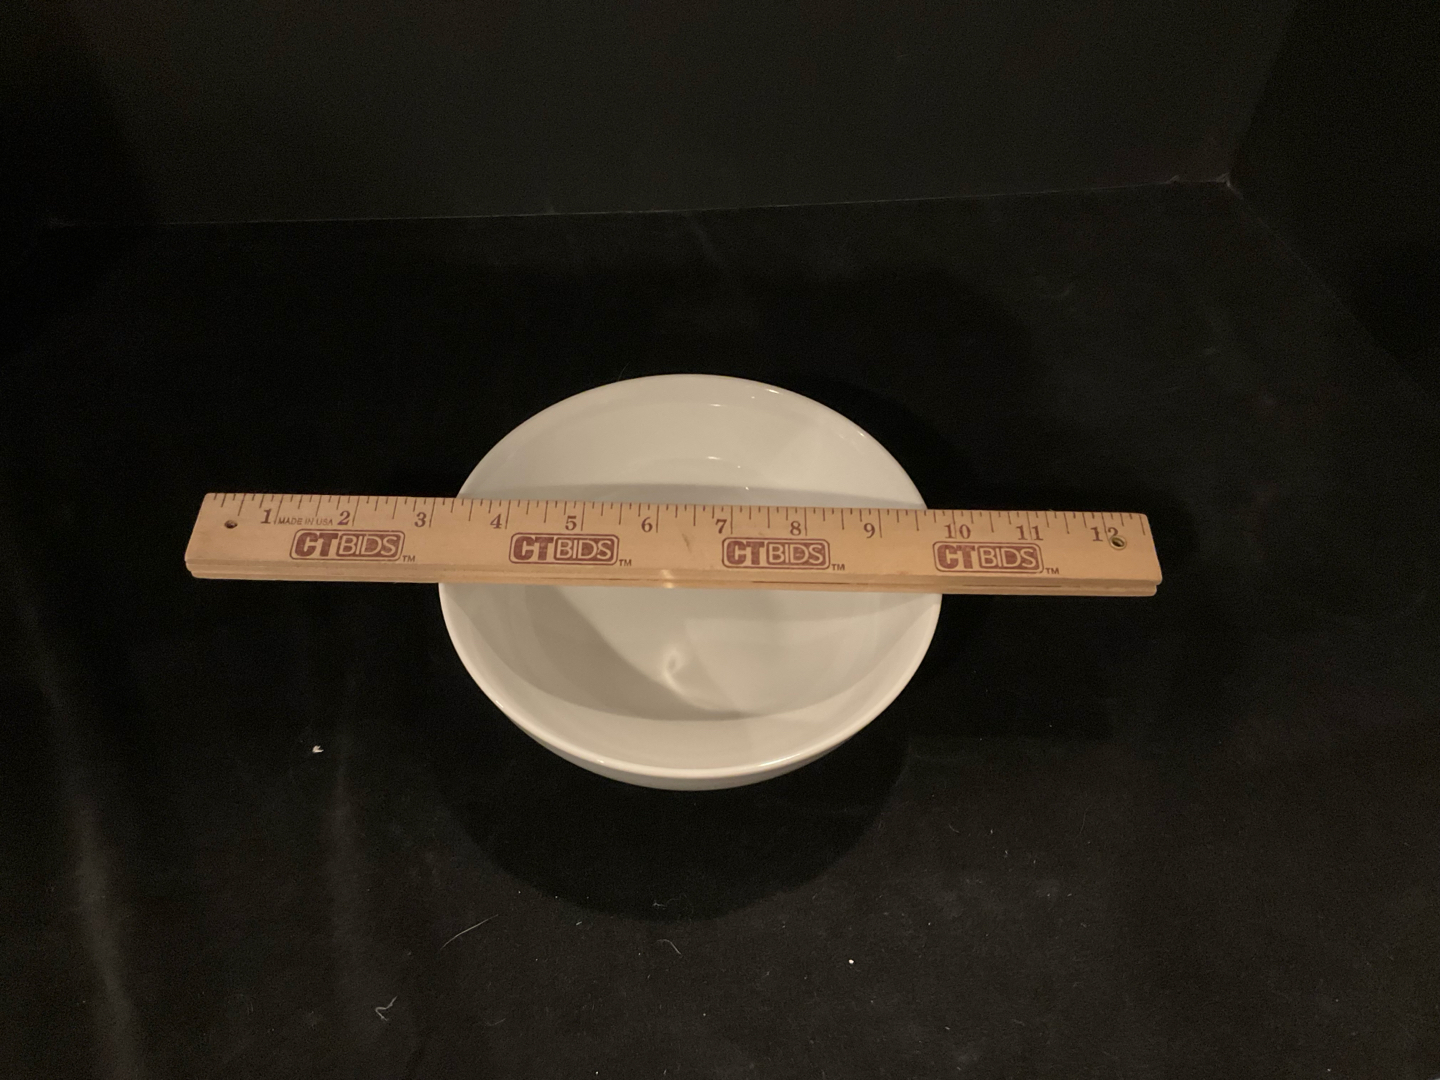 1 MADE IN USA 2 3 4 5 6 7 8 9 10 11 12
CTBIDS™ CTBIDS™ CTBIDS™ CTBIDS™